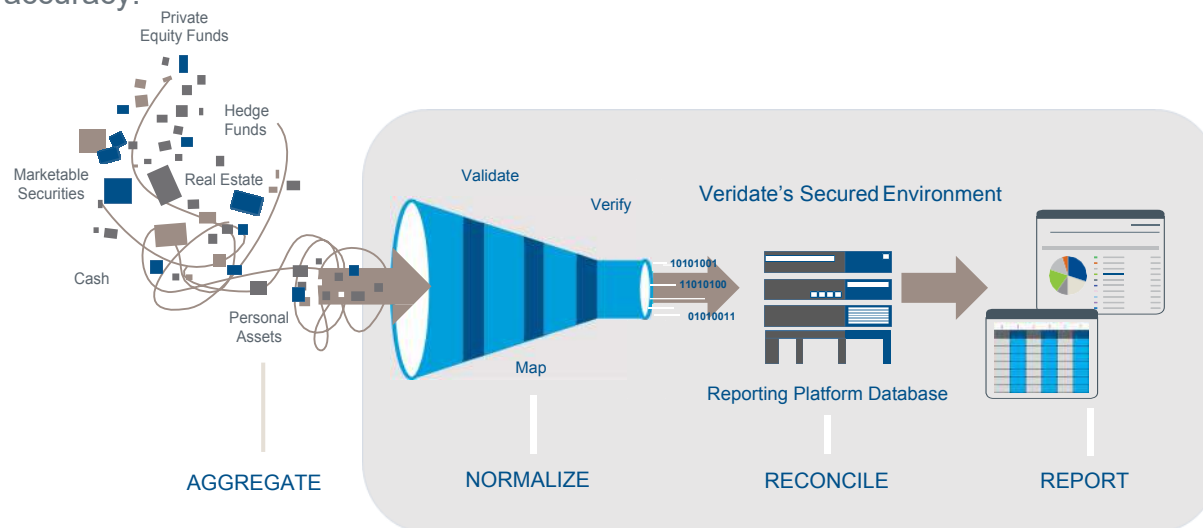 accuracy.
Private
Equity Funds
Hedge
Funds
Marketable
Securities
Real Estate
Cash
Personal
Assets
Validate
Verify
Map
Veridate’s Secured Environment
10101001
11010100
01010011
Reporting Platform Database
AGGREGATE
NORMALIZE
RECONCILE
REPORT